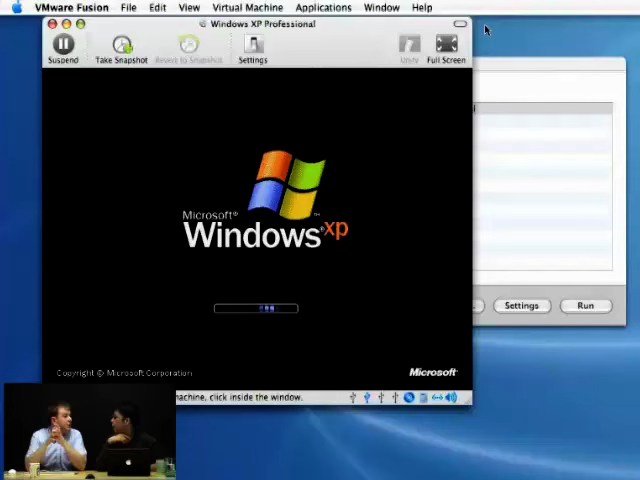 VMware Fusion File Edit View Virtual Machine Applications Window Help
Windows XP Professional
Suspend Take Snapshot Revert to Snapshot Settings Unity Full Screen
Microsoft®
Windows® xp ™
Settings Run
Copyright © Microsoft Corporation Microsoft
machine, click inside the window.